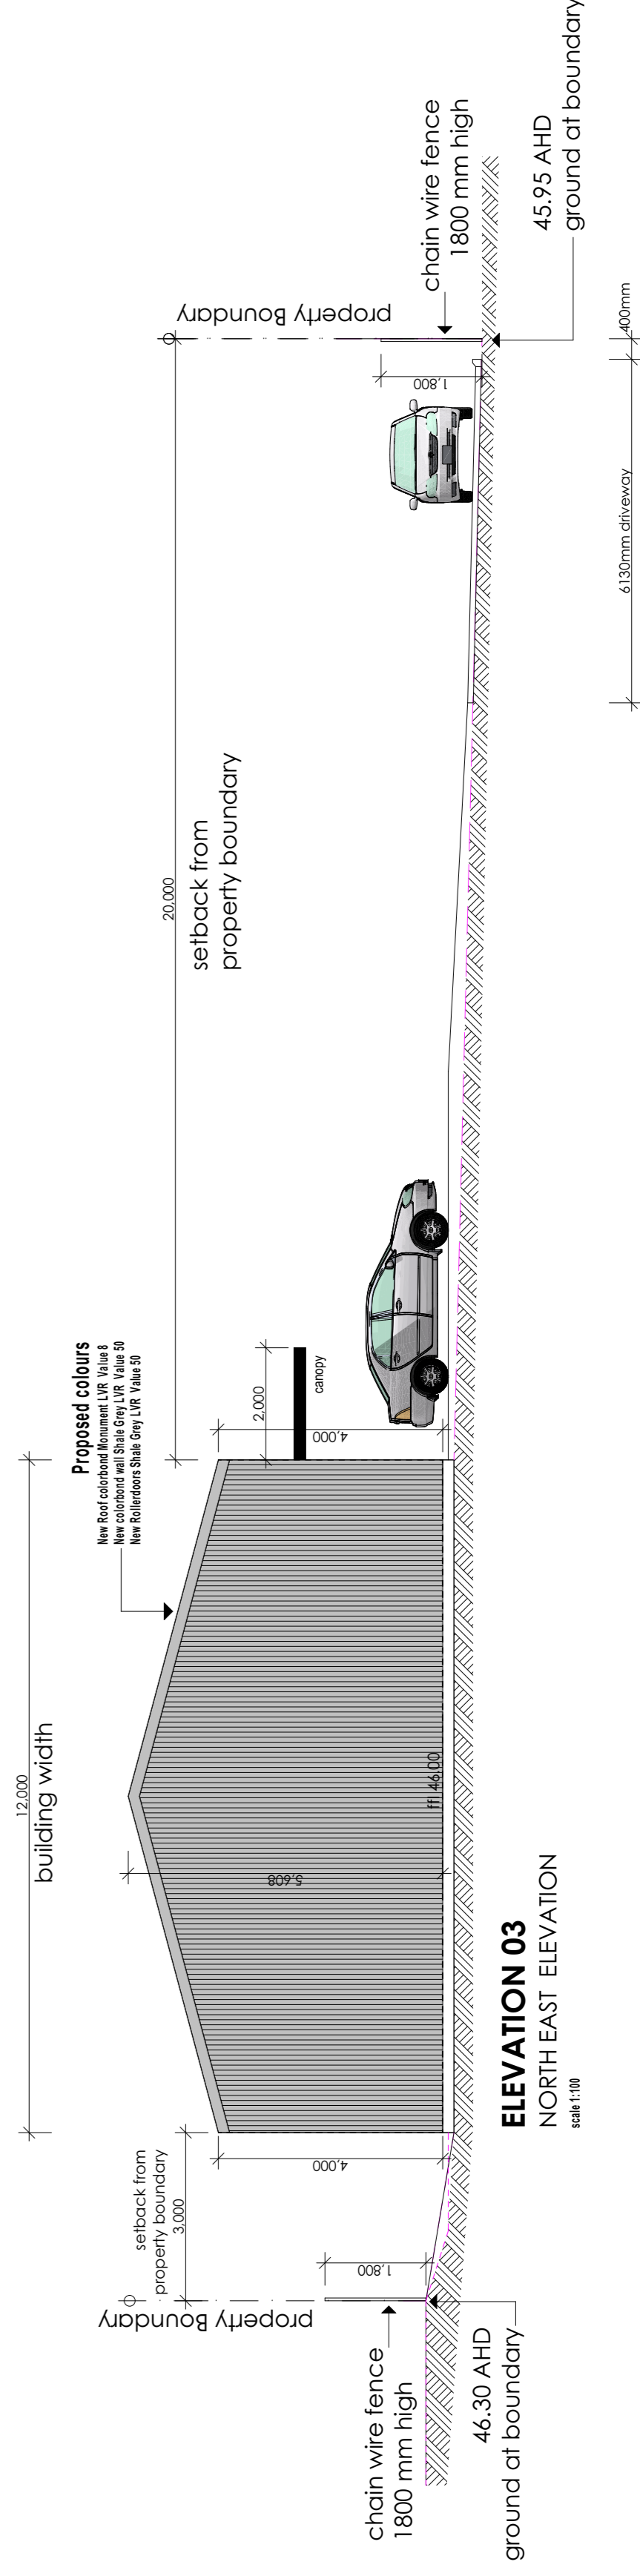 12,000
building width
Proposed colours
New Roof colorbond Monument LVR Value 8
New colorbond wall Shale Grey LVR Value 50
New Rollerdoors Shale Grey LVR Value 50
20,000
setback from
property boundary
setback from
property boundary
3,000
property Boundary
property Boundary
2,000
canopy
4,000
4,000
5,608
ffl 46.00
1,800
1,800
chain wire fence
1800 mm high
chain wire fence
1800 mm high
46.30 AHD
ground at boundary
45.95 AHD
ground at boundary
6130mm driveway
400mm
ELEVATION 03
NORTH EAST ELEVATION
scale 1:100